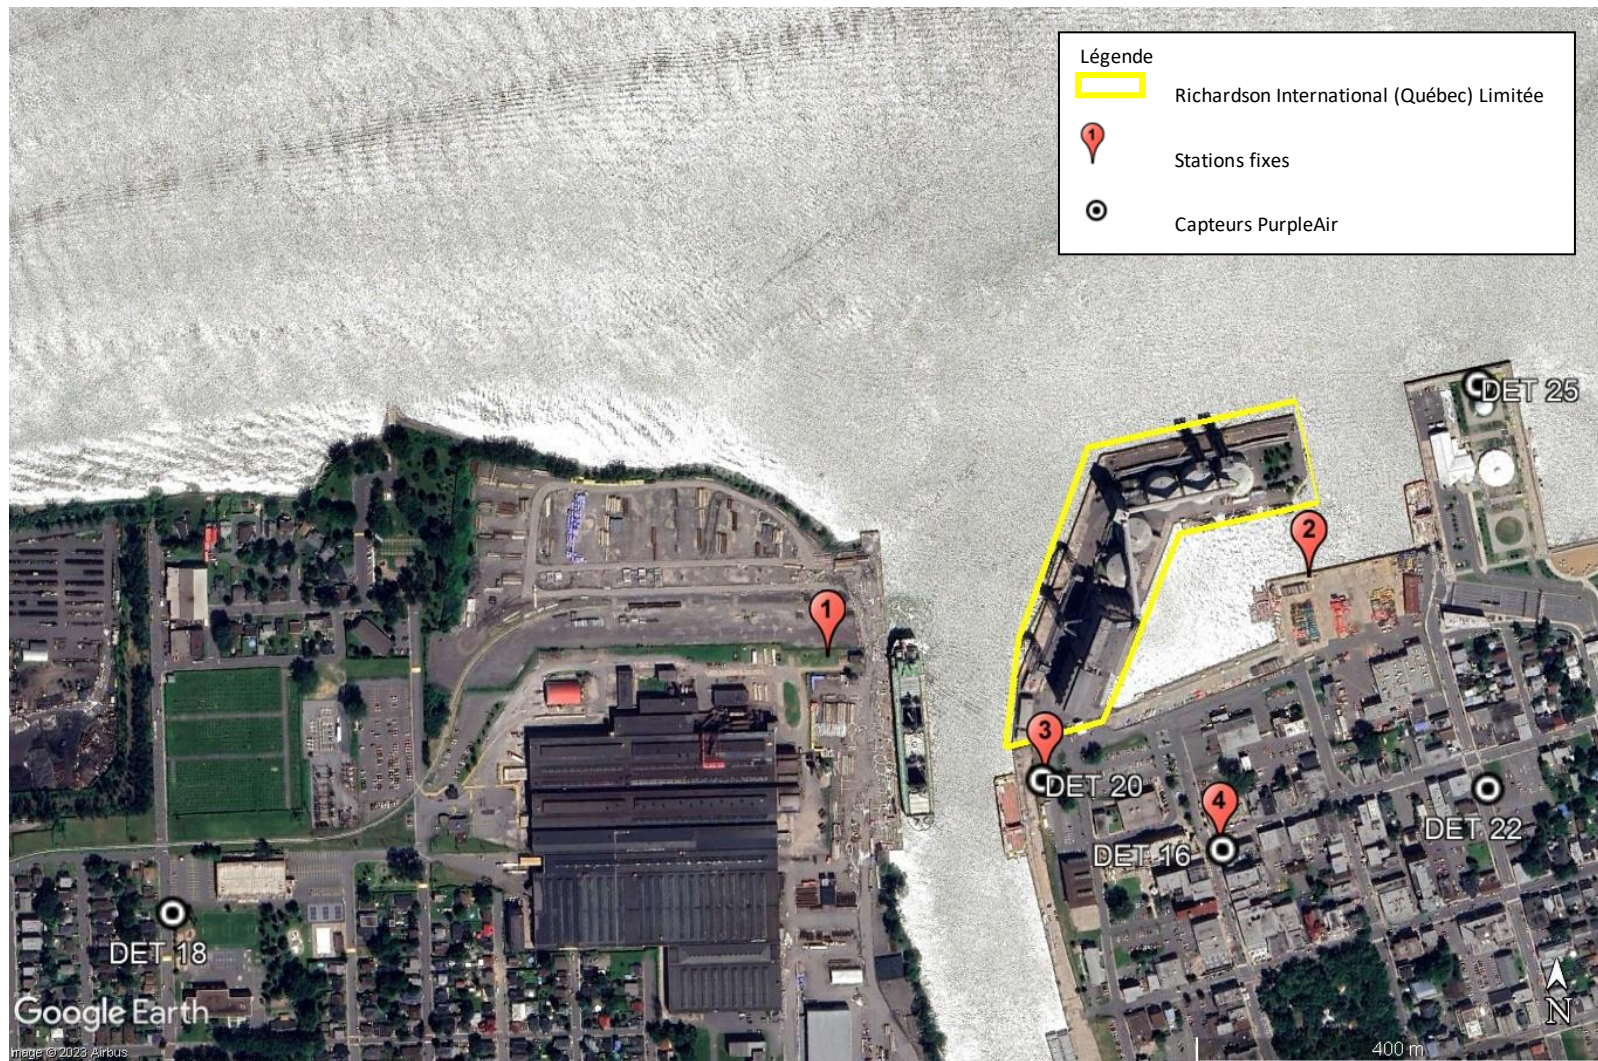 Légende
Richardson International (Québec) Limitée
1
Stations fixes
Capteurs PurpleAir
DET 25
2
1
3
DET 20
4
DET 16
DET 22
DET 18
Google Earth
N
Image © 2023 Airbus
400 m